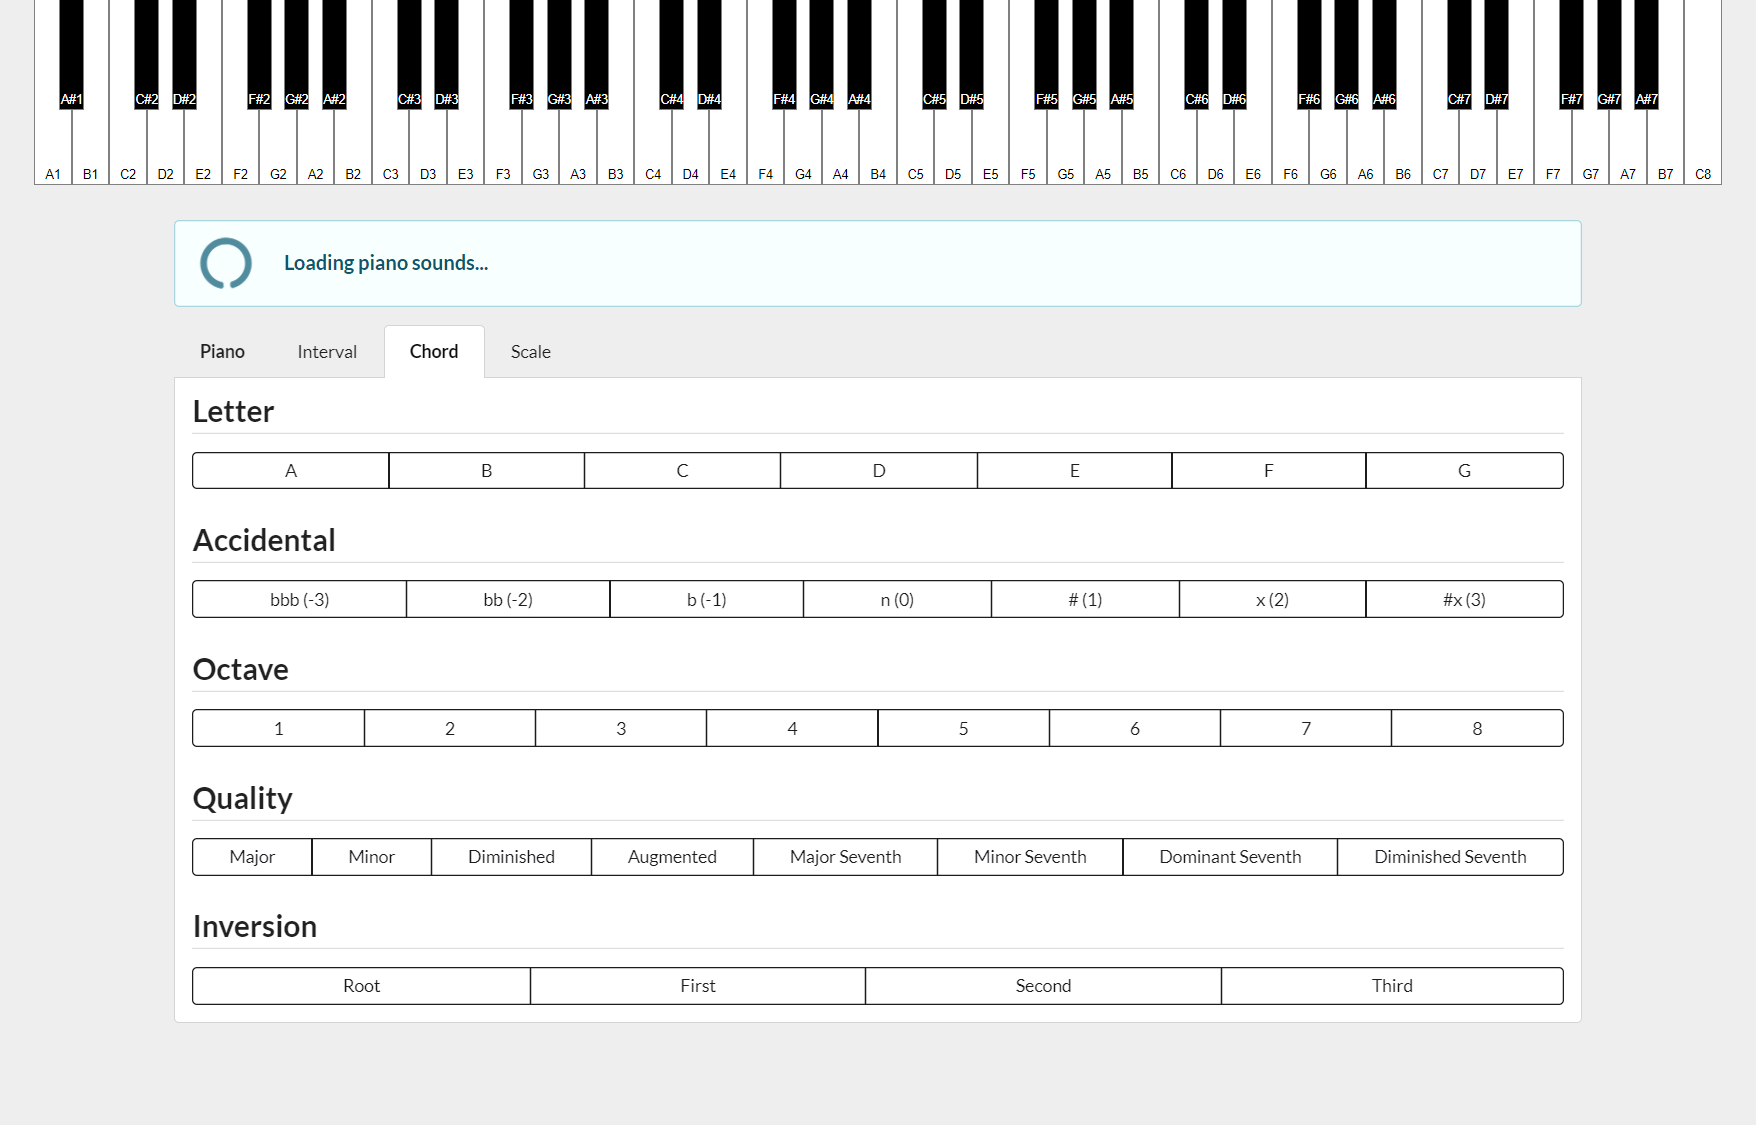 A#1 C#2 D#2 F#2 G#2 A#2 C#3 D#3 F#3 G#3 A#3 C#4 D#4 F#4 G#4 A#4 C#5 D#5 F#5 G#5 A#5 C#6 D#6 F#6 G#6 A#6 C#7 D#7 F#7 G#7 A#7
A1 B1 C2 D2 E2 F2 G2 A2 B2 C3 D3 E3 F3 G3 A3 B3 C4 D4 E4 F4 G4 A4 B4 C5 D5 E5 F5 G5 A5 B5 C6 D6 E6 F6 G6 A6 B6 C7 D7 E7 F7 G7 A7 B7 C8
Loading piano sounds...
Piano Interval Chord Scale
Letter
A B C D E F G
Accidental
bbb (-3) bb (-2) b (-1) n (0) # (1) x (2) #x (3)
Octave
1 2 3 4 5 6 7 8
Quality
Major Minor Diminished Augmented Major Seventh Minor Seventh Dominant Seventh Diminished Seventh
Inversion
Root First Second Third